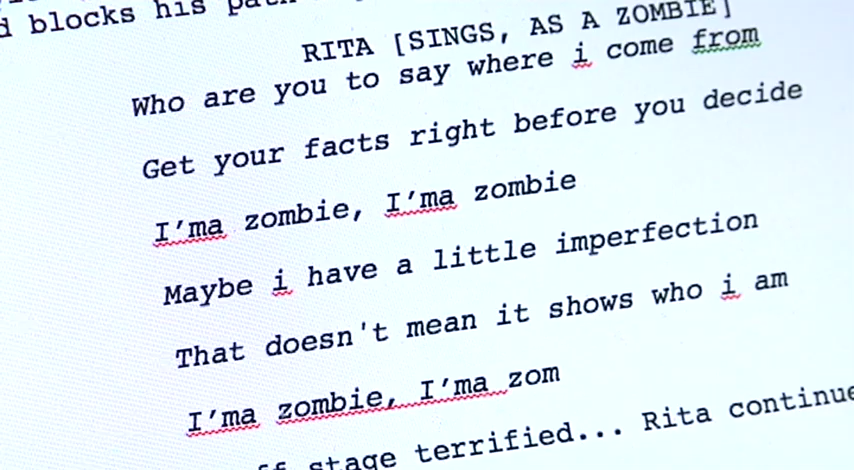 d blocks his
RITA [SINGS, AS A ZOMBIE]
Who are you to say where i come from
Get your facts right before you decide
I'ma zombie, I'ma zombie
Maybe i have a little imperfection
That doesn't mean it shows who i am
I'ma zombie, I'ma zom
stage terrified... Rita continue